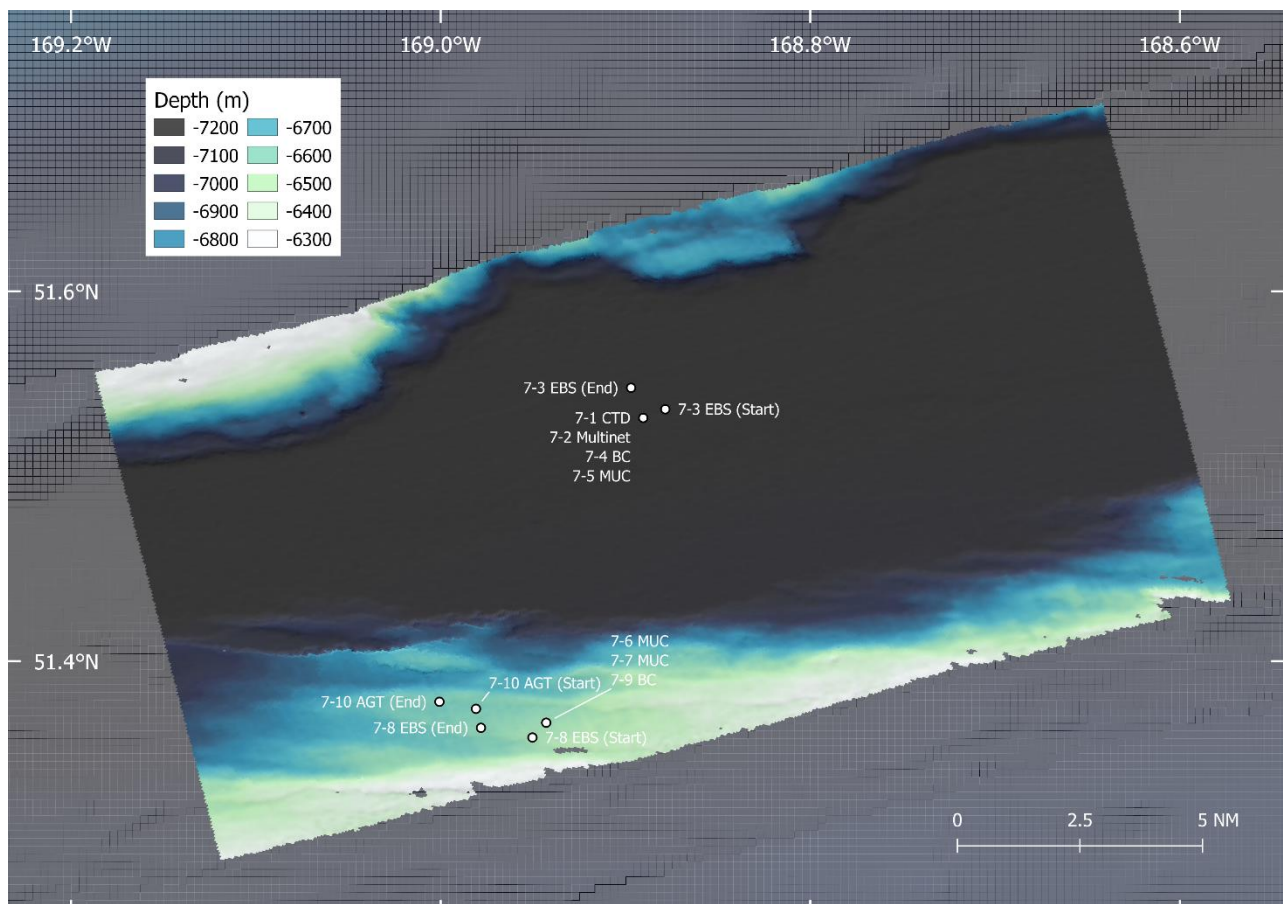 169.2°W 169.0°W 168.8°W 168.6°W
Depth (m)
-7200 -6700
-7100 -6600
-7000 -6500
-6900 -6400
-6800 -6300
51.6°N
7-3 EBS (End)
7-3 EBS (Start)
7-1 CTD
7-2 Multinet
7-4 BC
7-5 MUC
51.4°N
7-6 MUC
7-7 MUC
7-9 BC
7-10 AGT (Start)
7-10 AGT (End)
7-8 EBS (End)
7-8 EBS (Start)
0 2.5 5 NM